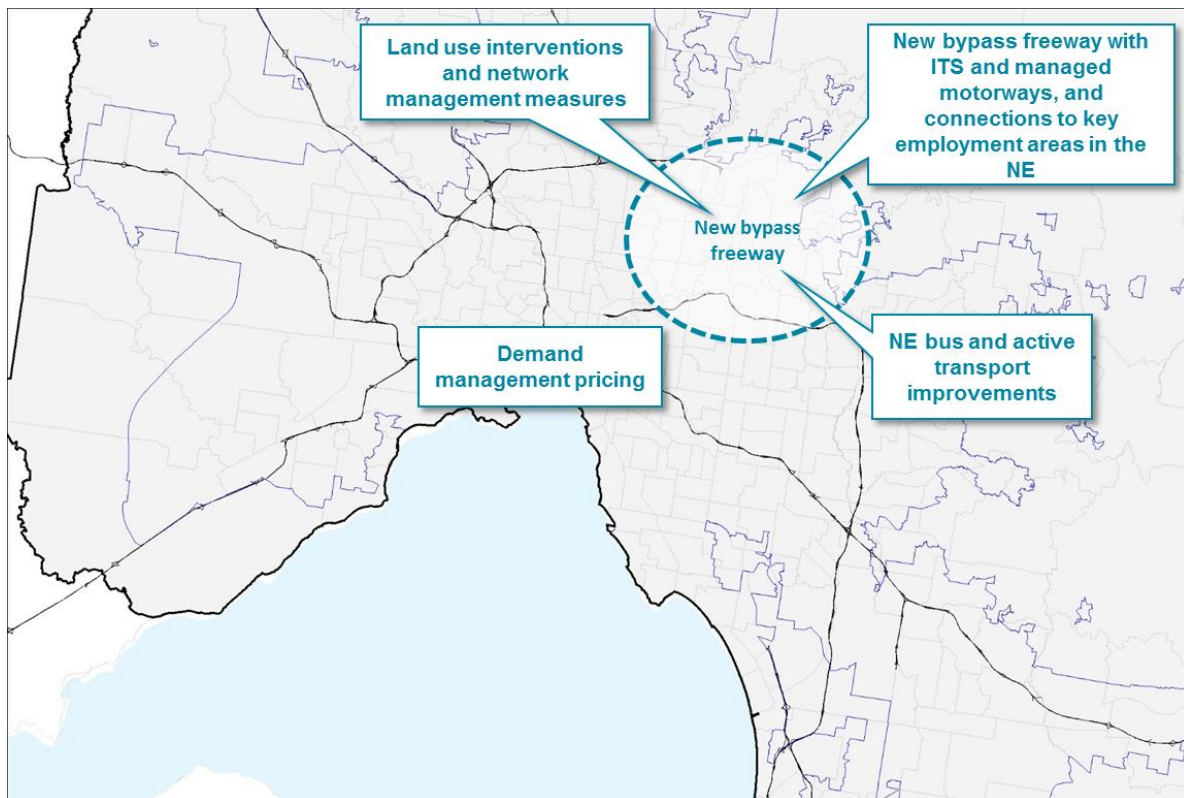 Land use interventions
and network
management measures
New bypass freeway with
ITS and managed
motorways, and
connections to key
employment areas in the
NE
New bypass
freeway
Demand
management pricing
NE bus and active
transport
improvements